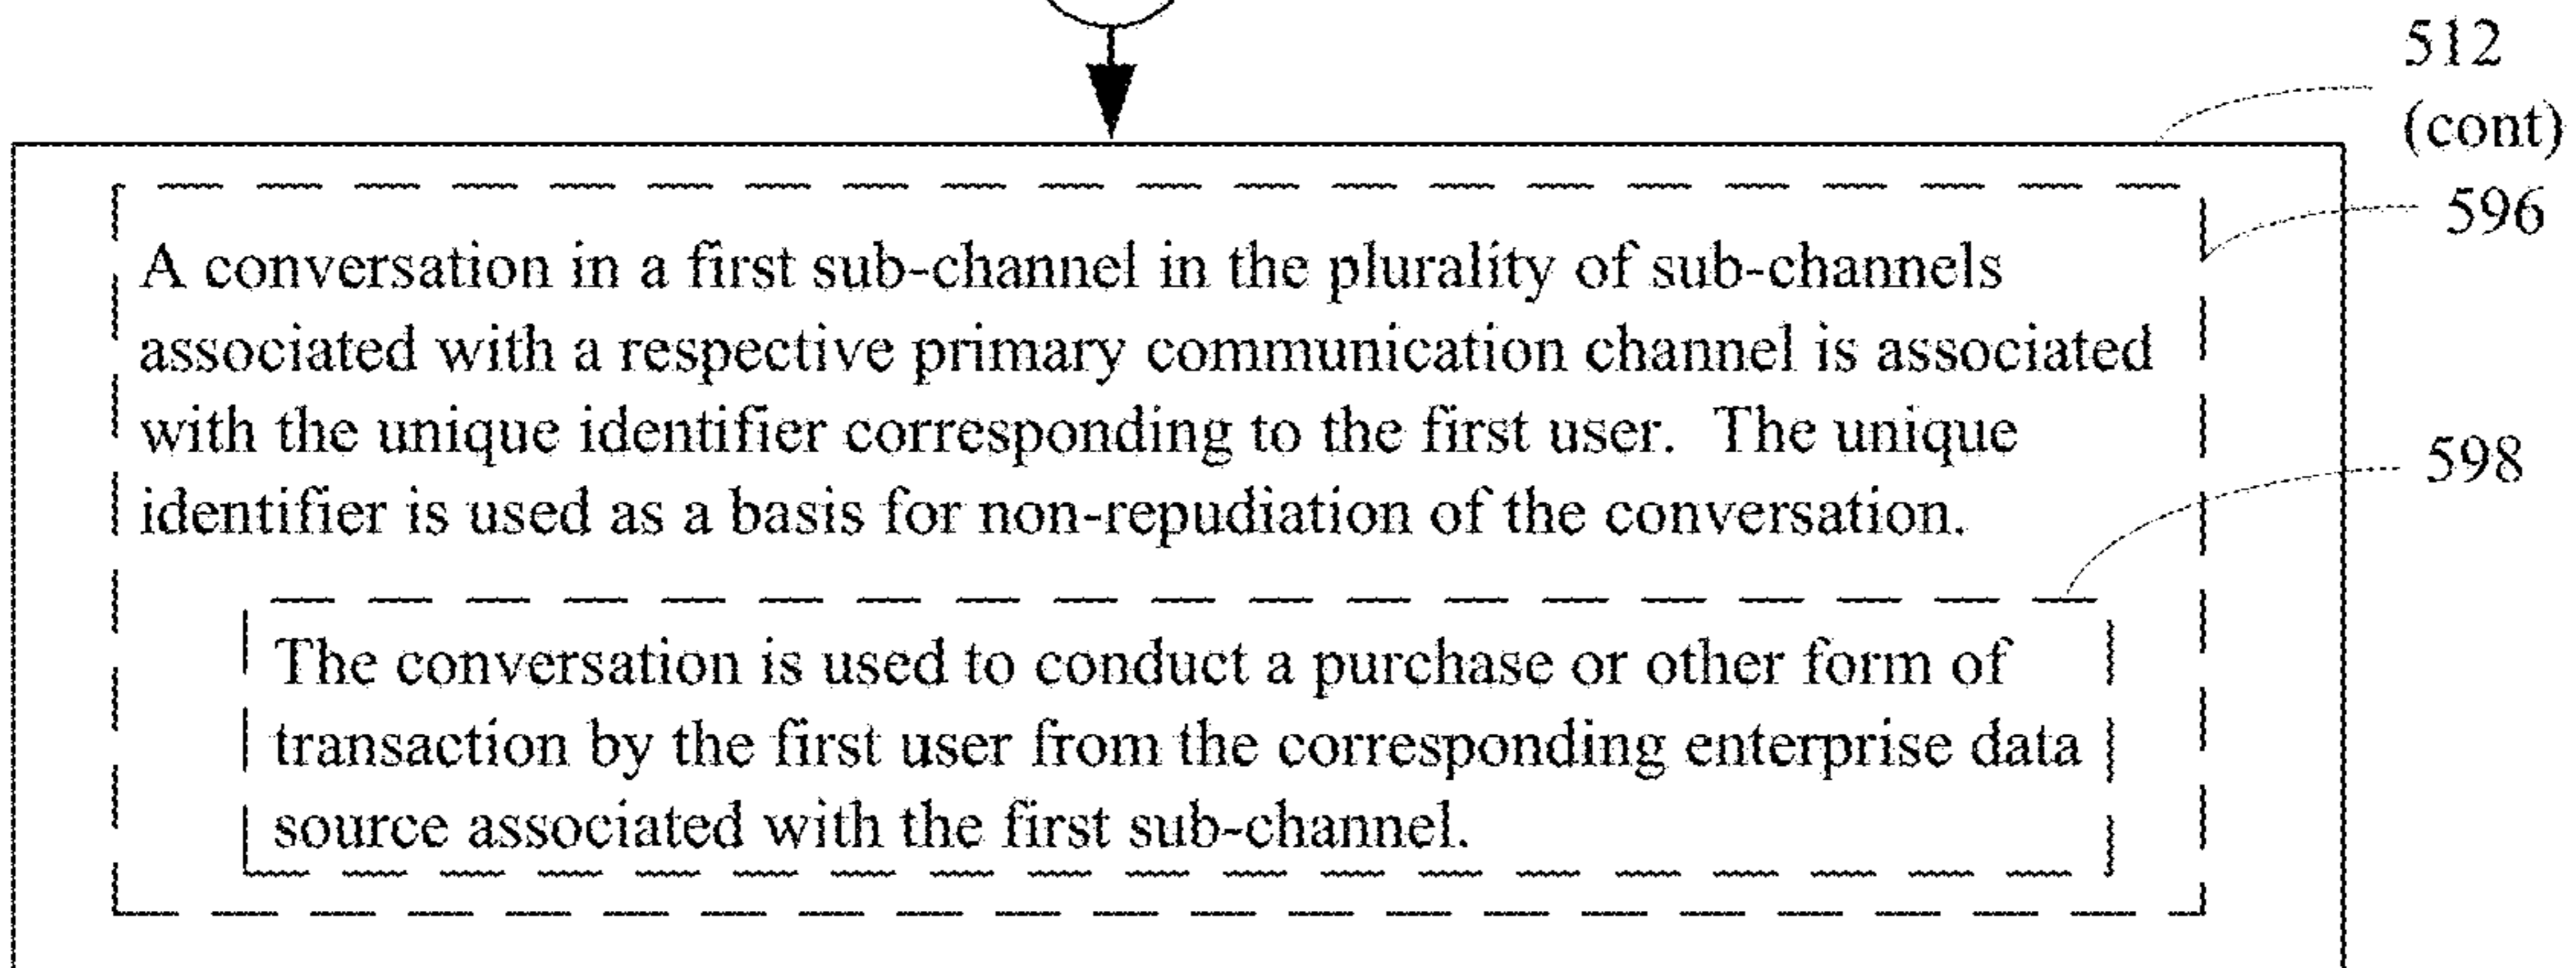 512
(cont)
596
A conversation in a first sub-channel in the plurality of sub-channels
associated with a respective primary communication channel is associated
with the unique identifier corresponding to the first user.  The unique
identifier is used as a basis for non-repudiation of the conversation.
598
The conversation is used to conduct a purchase or other form of
transaction by the first user from the corresponding enterprise data
source associated with the first sub-channel.